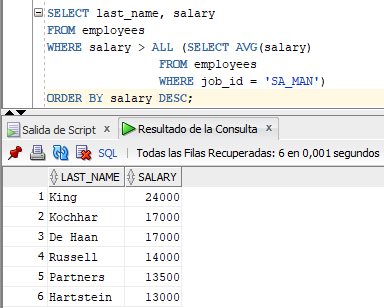 SELECT last_name, salary
FROM employees
WHERE salary > ALL (SELECT AVG(salary)
FROM employees
WHERE job_id = 'SA_MAN')
ORDER BY salary DESC;
Salida de Script x Resultado de la Consulta x
SQL | Todas las Filas Recuperadas: 6 en 0,001 segundos
LAST_NAME SALARY
1 King 24000
2 Kochhar 17000
3 De Haan 17000
4 Russell 14000
5 Partners 13500
6 Hartstein 13000